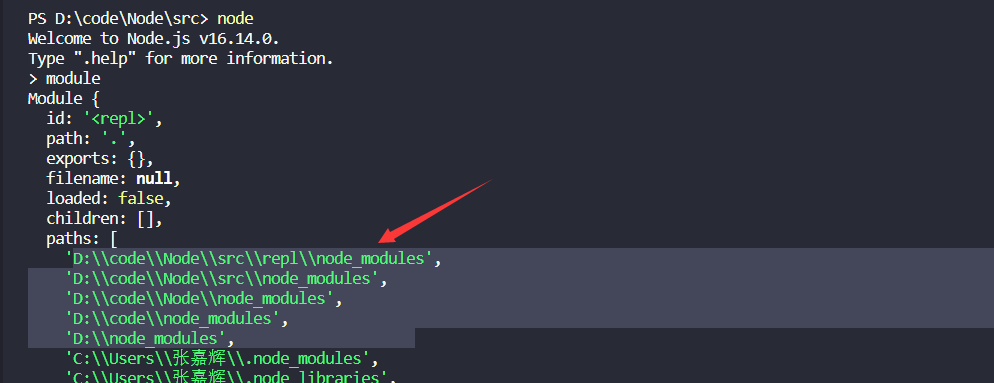 PS D:\code\Node\src> node
Welcome to Node.js v16.14.0.
Type ".help" for more information.
> module
Module {
id: '<repl>',
path: '.',
exports: {},
filename: null,
loaded: false,
children: [],
paths: [
'D:\\code\\Node\\src\\repl\\node_modules',
'D:\\code\\Node\\src\\node_modules',
'D:\\code\\Node\\node_modules',
'D:\\code\\node_modules',
'D:\\node_modules',
'C:\\Users\\张嘉辉\\.node_modules',
'C:\\Users\\张嘉辉\\.node_libraries',